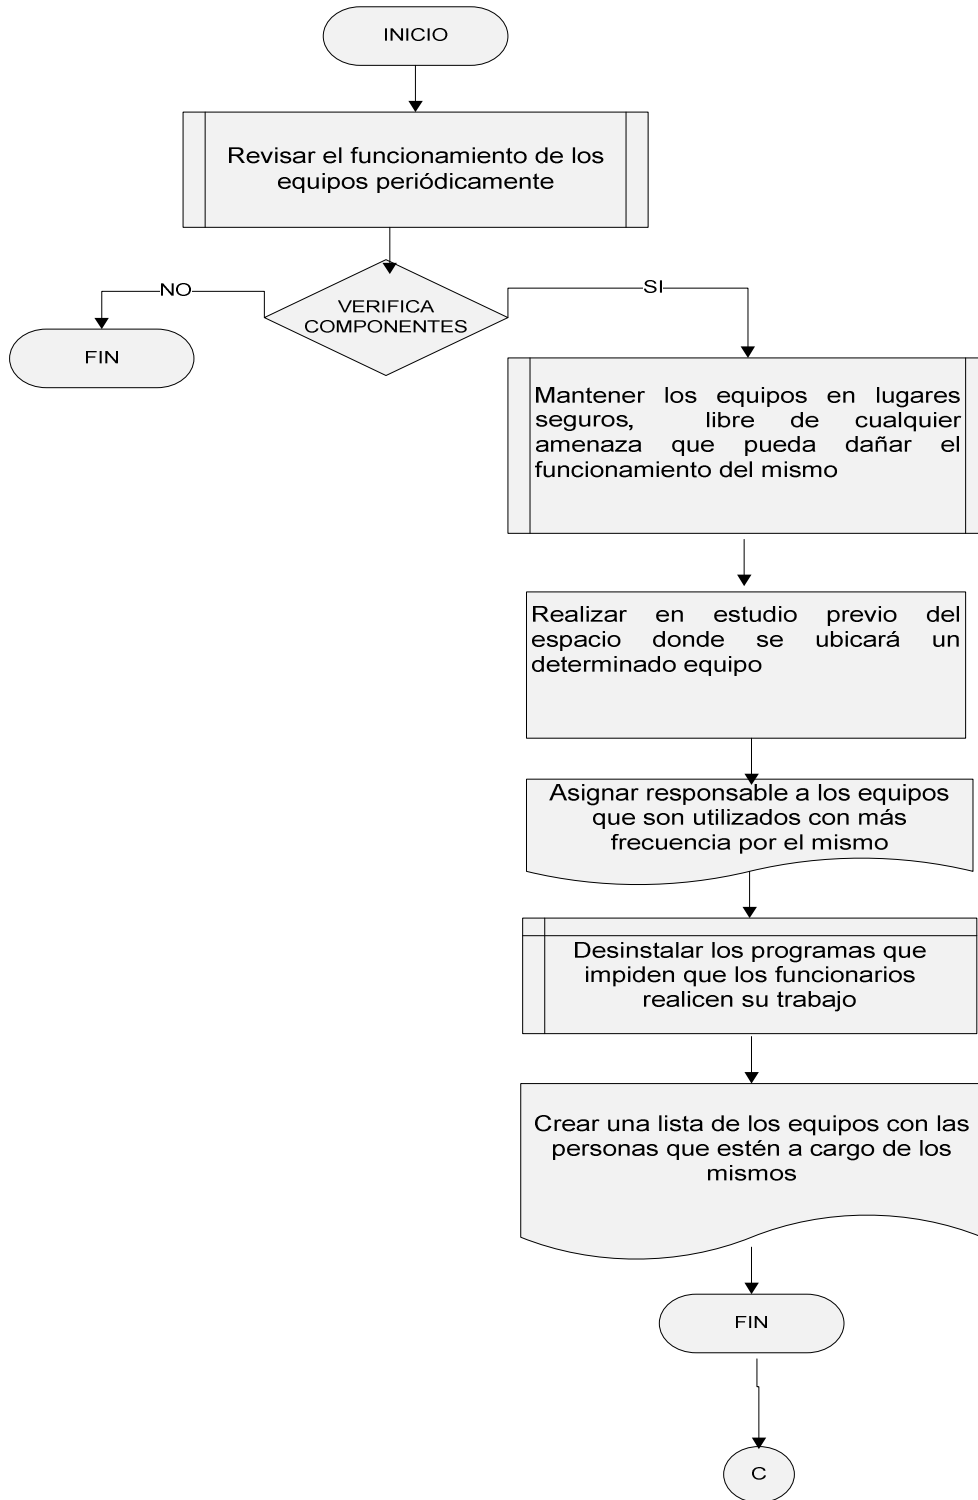 INICIO
Revisar el funcionamiento de los
equipos periódicamente
NO
SI
VERIFICA
COMPONENTES
FIN
Mantener los equipos en lugares
seguros, libre de cualquier
amenaza que pueda dañar el
funcionamiento del mismo
Realizar en estudio previo del
espacio donde se ubicará un
determinado equipo
Asignar responsable a los equipos
que son utilizados con más
frecuencia por el mismo
Desinstalar los programas que
impiden que los funcionarios
realicen su trabajo
Crear una lista de los equipos con las
personas que estén a cargo de los
mismos
FIN
C